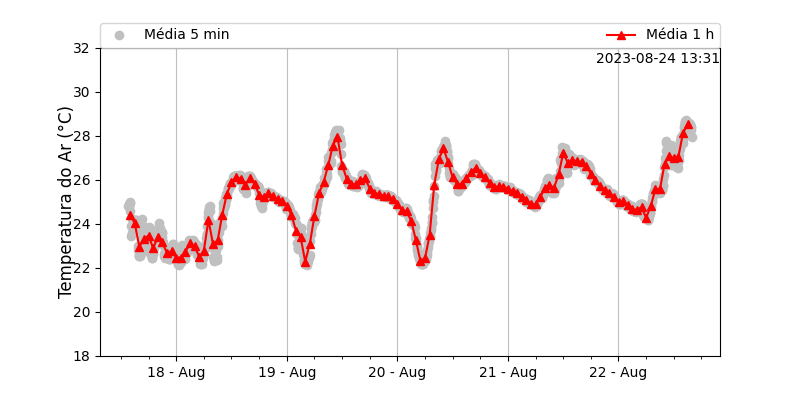 Média 5 min
Média 1 h
2023-08-24 13:31
Temperatura do Ar (°C)
32
30
28
26
24
22
20
18
18 - Aug
19 - Aug
20 - Aug
21 - Aug
22 - Aug